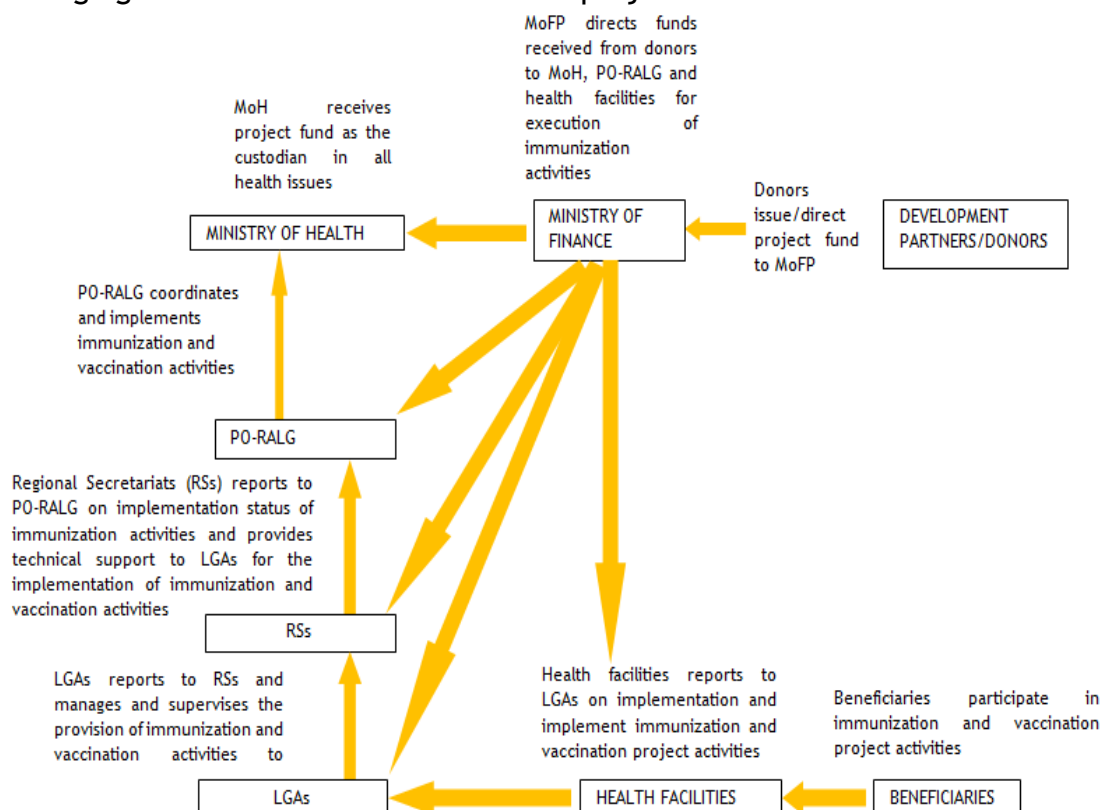 MoFP directs funds
received from donors
to MoH, PO-RALG and
health facilities for
execution of
immunization
activities
MoH receives
project fund as the
custodian in all
health issues
Donors
issue/direct
project fund
to MoFP
MINISTRY OF HEALTH
MINISTRY OF
FINANCE
DEVELOPMENT
PARTNERS/DONORS
PO-RALG coordinates
and implements
immunization and
vaccination activities
PO-RALG
Regional Secretariats (RSs) reports to
PO-RALG on implementation status of
immunization activities and provides
technical support to LGAs for the
implementation of immunization and
vaccination activities
RSs
LGAs reports to RSs and
manages and supervises the
provision of immunization and
vaccination activities to
Health facilities reports to
LGAs on implementation and
implement immunization and
vaccination project activities
Beneficiaries participate in
immunization and vaccination
project activities
LGAs
HEALTH FACILITIES
BENEFICIARIES